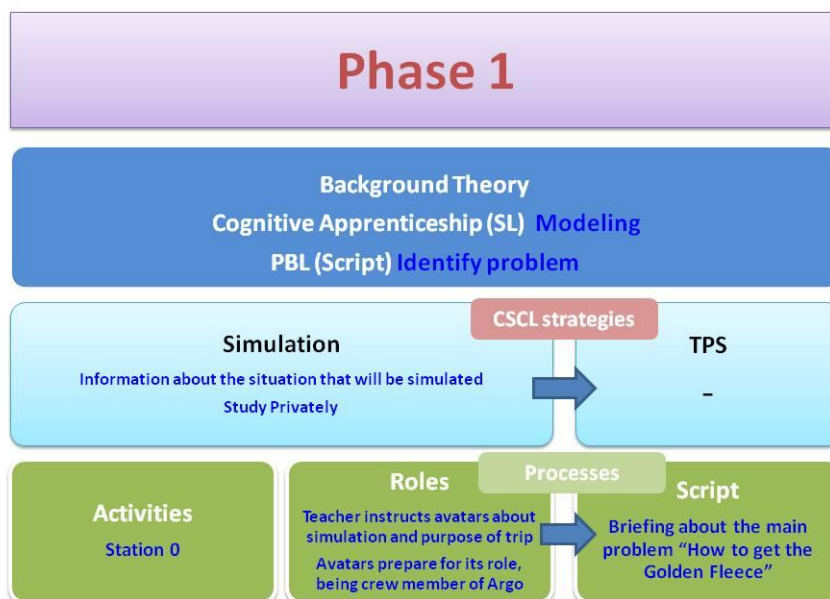 Phase 1
Background Theory
Cognitive Apprenticeship (SL) Modeling
PBL (Script) Identify problem
CSCL strategies
Simulation
Information about the situation that will be simulated
Study Privately
TPS
-
Processes
Activities
Station 0
Roles
Teacher instructs avatars about
simulation and purpose of trip
Avatars prepare for its role,
being crew member of Argo
Script
Briefing about the main
problem “How to get the
Golden Fleece”